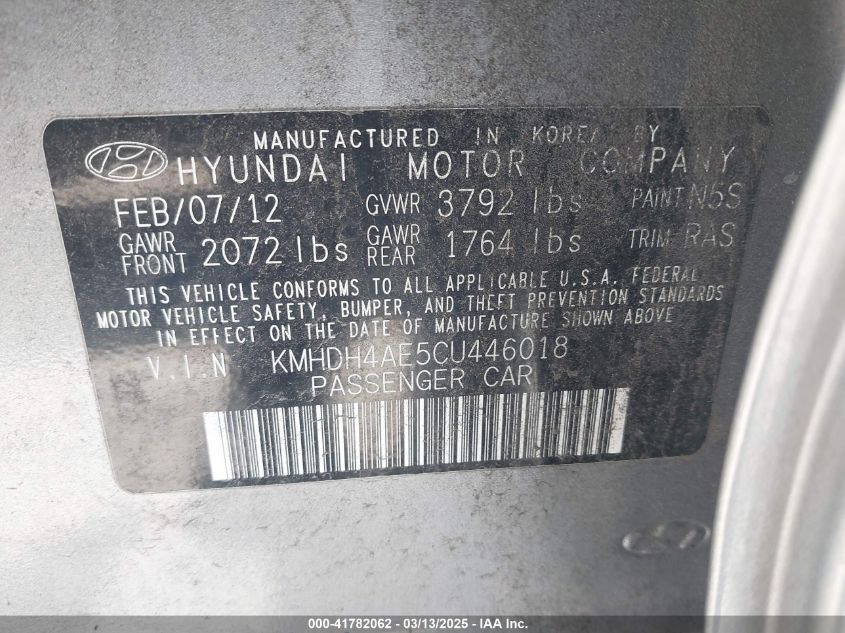 MANUFACTURED IN KOREA BY
HYUNDAI MOTOR COMPANY
FEB/07/12 GVWR 3792 lbs PAINT N5S
GAWR FRONT 2072 lbs GAWR REAR 1764 lbs TRIM RAS
THIS VEHICLE CONFORMS TO ALL APPLICABLE U.S.A. FEDERAL
MOTOR VEHICLE SAFETY, BUMPER, AND THEFT PREVENTION STANDARDS
IN EFFECT ON THE DATE OF MANUFACTURE SHOWN ABOVE.
V.I.N KMHDH4AE5CU446018
PASSENGER CAR
000-41782062 - 03/13/2025 - IAA Inc.